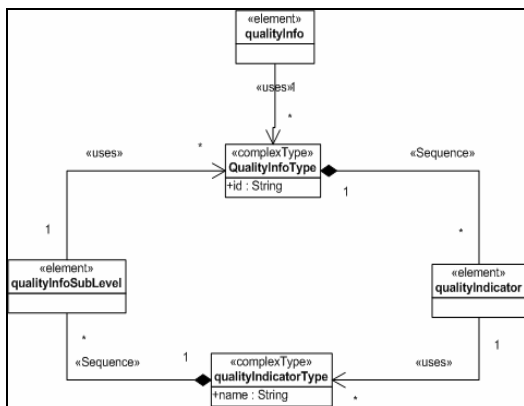 «element»
qualityInfo
«uses»
1
*
«uses»
*
«complexType»
QualityInfoType
+id : String
«Sequence»
1
1
*
«element»
qualityInfoSubLevel
«element»
qualityIndicator
*
«Sequence»
1
«complexType»
qualityIndicatorType
+name : String
«uses»
1
*